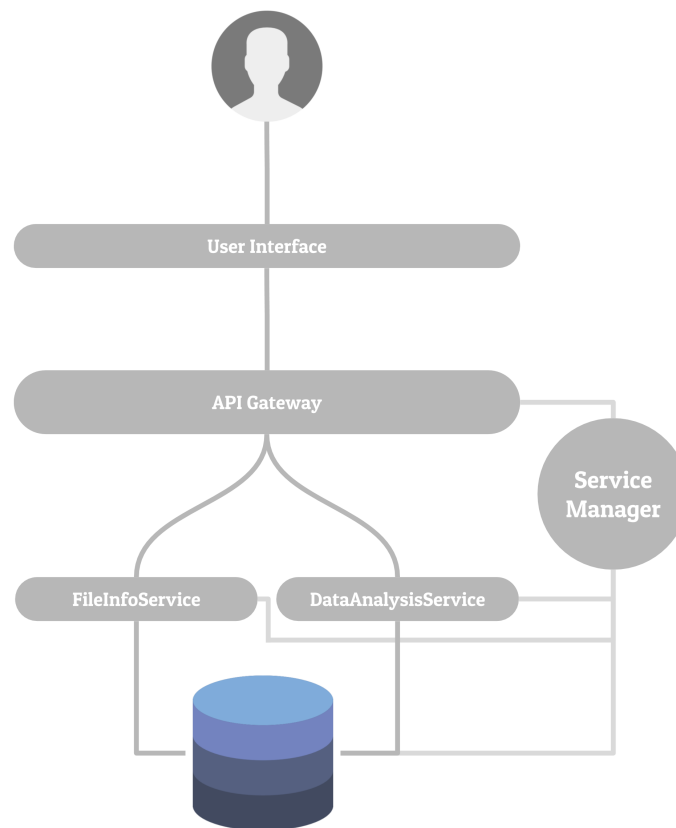 User Interface
API Gateway
Service
Manager
FileInfoService
DataAnalysisService